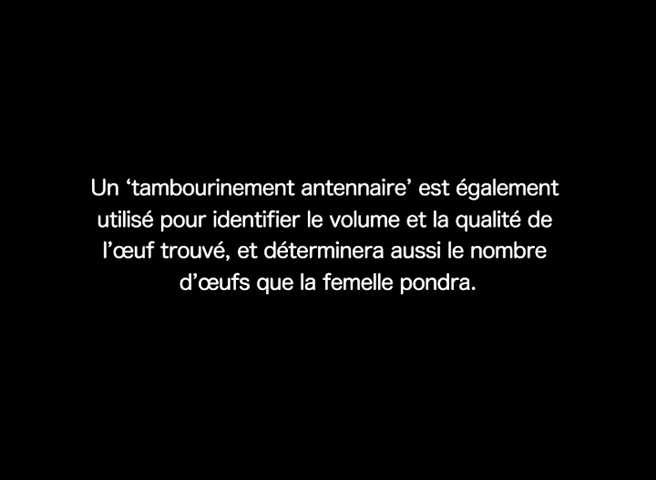 Un ‘tambourinement antennaire’ est également
utilisé pour identifier le volume et la qualité de
l’œuf trouvé, et déterminera aussi le nombre
d’œufs que la femelle pondra.